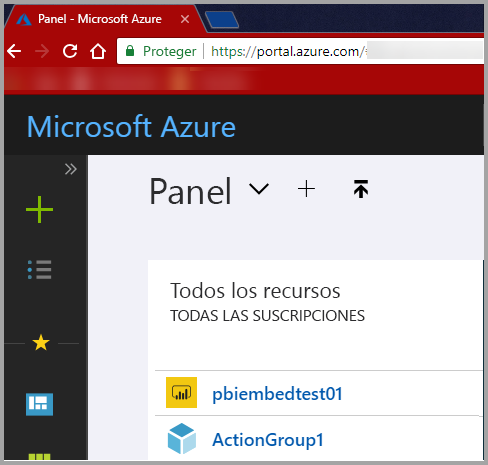 Panel - Microsoft Azure
Proteger https://portal.azure.com/
Microsoft Azure
Panel
Todos los recursos
TODAS LAS SUSCRIPCIONES
pbiembedtest01
ActionGroup1